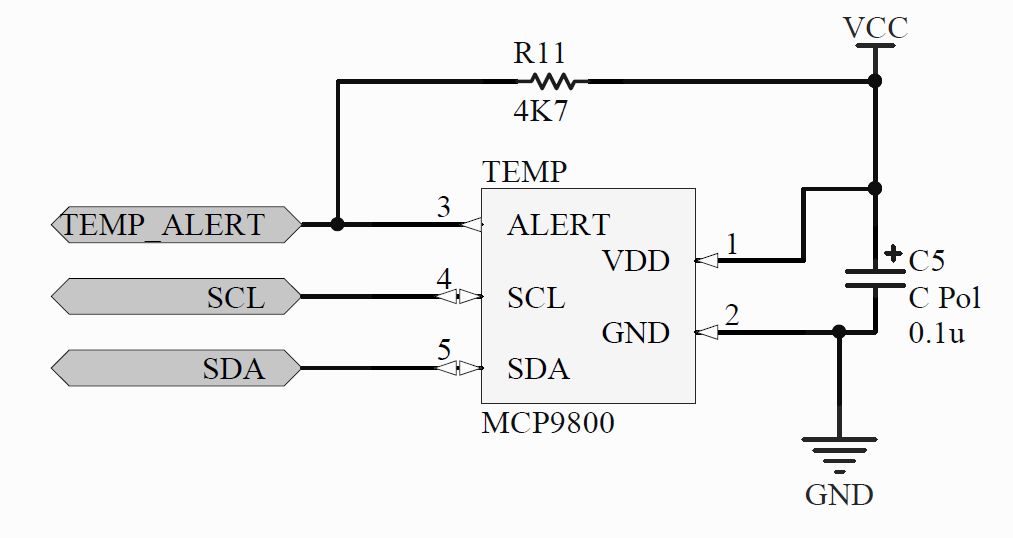 VCC
R11
4K7
TEMP
TEMP_ALERT
3
ALERT
VDD
1
SCL
4
SCL
GND
2
SDA
5
SDA
MCP9800
+
C5
C Pol
0.1u
GND